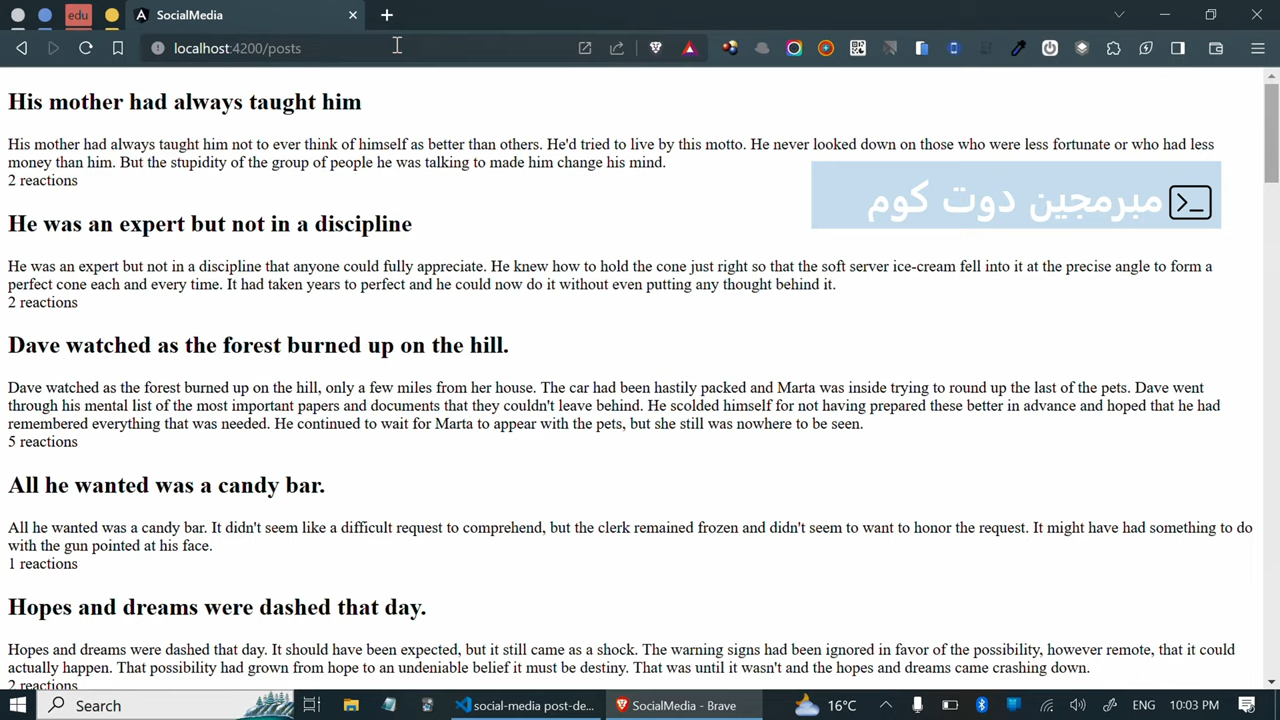 edu
SocialMedia
localhost:4200/posts
His mother had always taught him
His mother had always taught him not to ever think of himself as better than others. He'd tried to live by this motto. He never looked down on those who were less fortunate or who had less
money than him. But the stupidity of the group of people he was talking to made him change his mind.
2 reactions
>_ مبرمجين دوت كوم
He was an expert but not in a discipline
He was an expert but not in a discipline that anyone could fully appreciate. He knew how to hold the cone just right so that the soft server ice-cream fell into it at the precise angle to form a
perfect cone each and every time. It had taken years to perfect and he could now do it without even putting any thought behind it.
2 reactions
Dave watched as the forest burned up on the hill.
Dave watched as the forest burned up on the hill, only a few miles from her house. The car had been hastily packed and Marta was inside trying to round up the last of the pets. Dave went
through his mental list of the most important papers and documents that they couldn't leave behind. He scolded himself for not having prepared these better in advance and hoped that he had
remembered everything that was needed. He continued to wait for Marta to appear with the pets, but she still was nowhere to be seen.
5 reactions
All he wanted was a candy bar.
All he wanted was a candy bar. It didn't seem like a difficult request to comprehend, but the clerk remained frozen and didn't seem to want to honor the request. It might have had something to do
with the gun pointed at his face.
1 reactions
Hopes and dreams were dashed that day.
Hopes and dreams were dashed that day. It should have been expected, but it still came as a shock. The warning signs had been ignored in favor of the possibility, however remote, that it could
actually happen. That possibility had grown from hope to an undeniable belief it must be destiny. That was until it wasn't and the hopes and dreams came crashing down.
2 reactions
Search
social-media post-de...
SocialMedia - Brave
16°C
ENG
10:03 PM